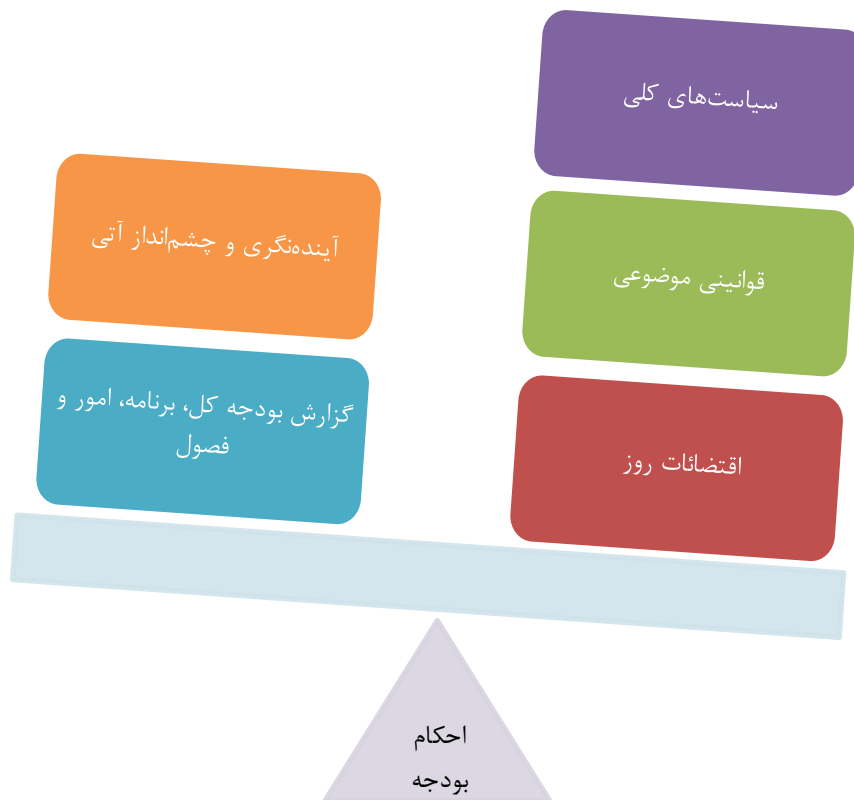 سیاست‌های کلی
قوانینی موضوعی
اقتضائات روز
آینده‌نگری و چشم‌انداز آتی
گزارش بودجه کل، برنامه، امور و
فصول
احکام
بودجه